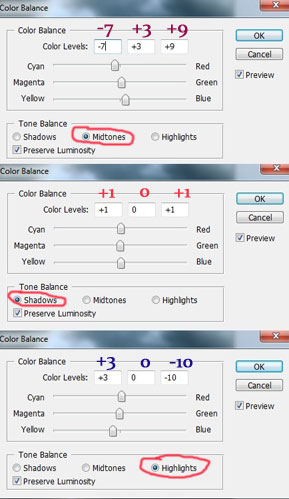 Color Balance
Color Balance -7 +3 +9 OK
Color Levels: -7 +3 +9 Cancel
Cyan Red Preview
Magenta Green
Yellow Blue
Tone Balance
Shadows Midtones Highlights
Preserve Luminosity
Color Balance
Color Balance +1 0 +1 OK
Color Levels: +1 0 +1 Cancel
Cyan Red Preview
Magenta Green
Yellow Blue
Tone Balance
Shadows Midtones Highlights
Preserve Luminosity
Color Balance
Color Balance +3 0 -10 OK
Color Levels: +3 0 -10 Cancel
Cyan Red Preview
Magenta Green
Yellow Blue
Tone Balance
Shadows Midtones Highlights
Preserve Luminosity